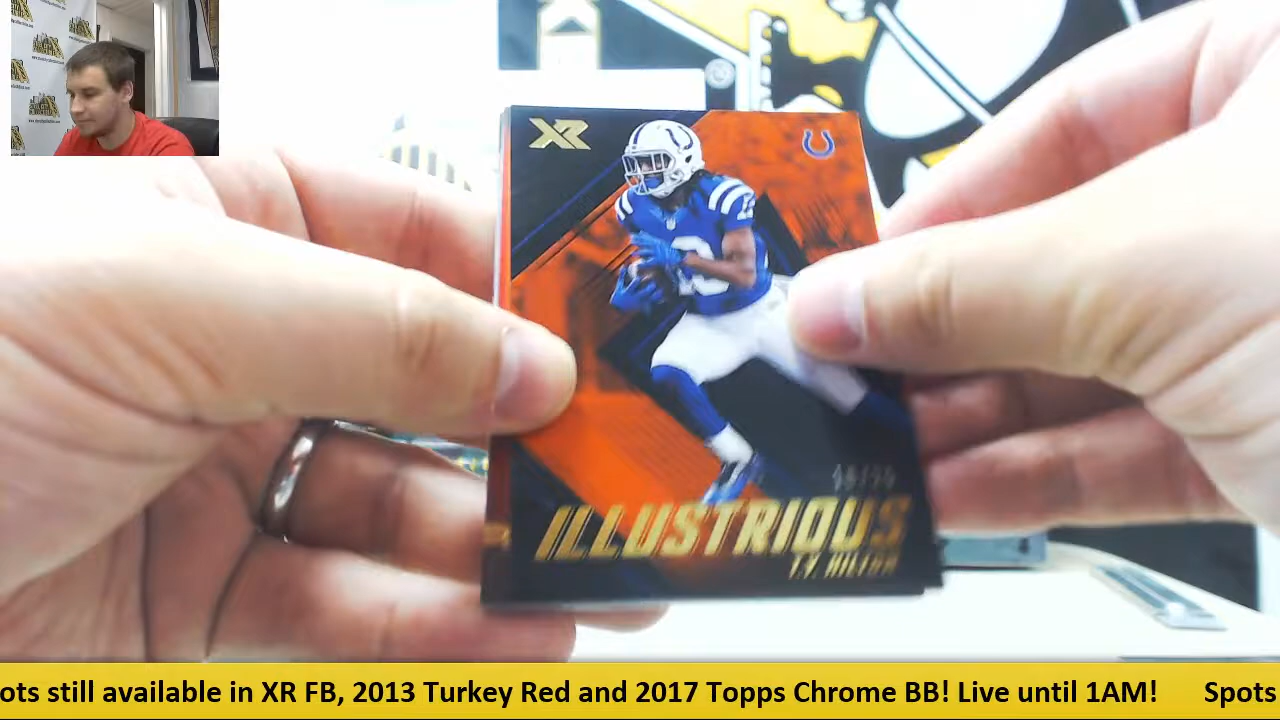 XR
13
ILLUSTRIOUS
T.Y. HILTON
ots still available in XR FB, 2013 Turkey Red and 2017 Topps Chrome BB! Live until 1AM! Spots